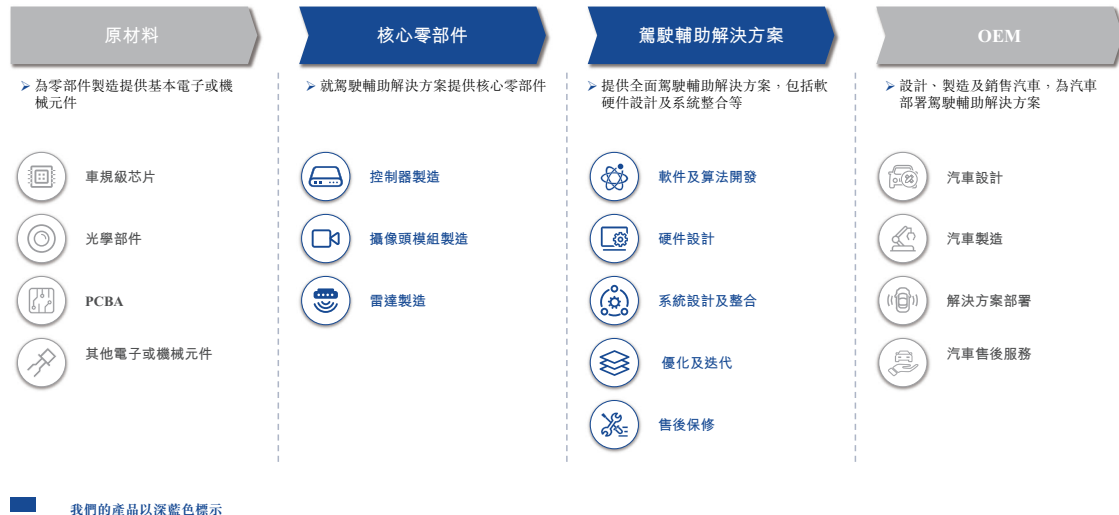 原材料
核心零部件
駕駛輔助解決方案
OEM
為零部件製造提供基本電子或機
械元件
就駕駛輔助解決方案提供核心零部件
提供全面駕駛輔助解決方案，包括軟
硬件設計及系統整合等
設計、製造及銷售汽車，為汽車
部署駕駛輔助解決方案
車規級芯片
光學部件
PCBA
其他電子或機械元件
控制器製造
攝像頭模組製造
雷達製造
軟件及算法開發
硬件設計
系統設計及整合
優化及迭代
售後保修
汽車設計
汽車製造
解決方案部署
汽車售後服務
我們的產品以深藍色標示